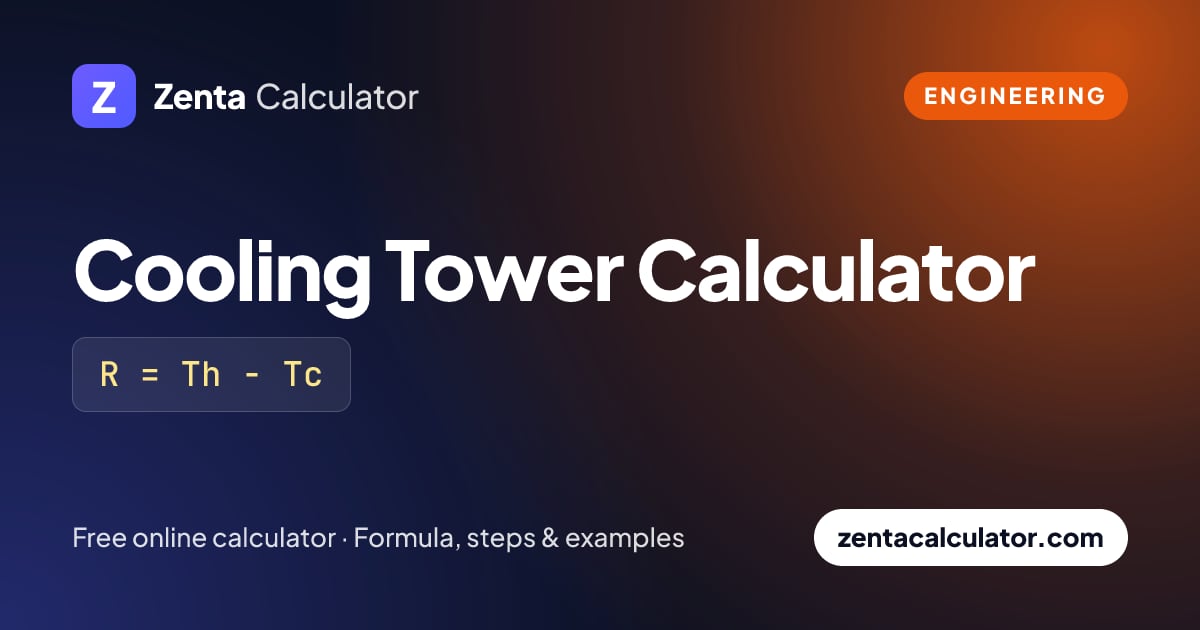 Z
Zenta Calculator
ENGINEERING
Cooling Tower Calculator
R = Th - Tc
Free online calculator · Formula, steps & examples
zentacalculator.com